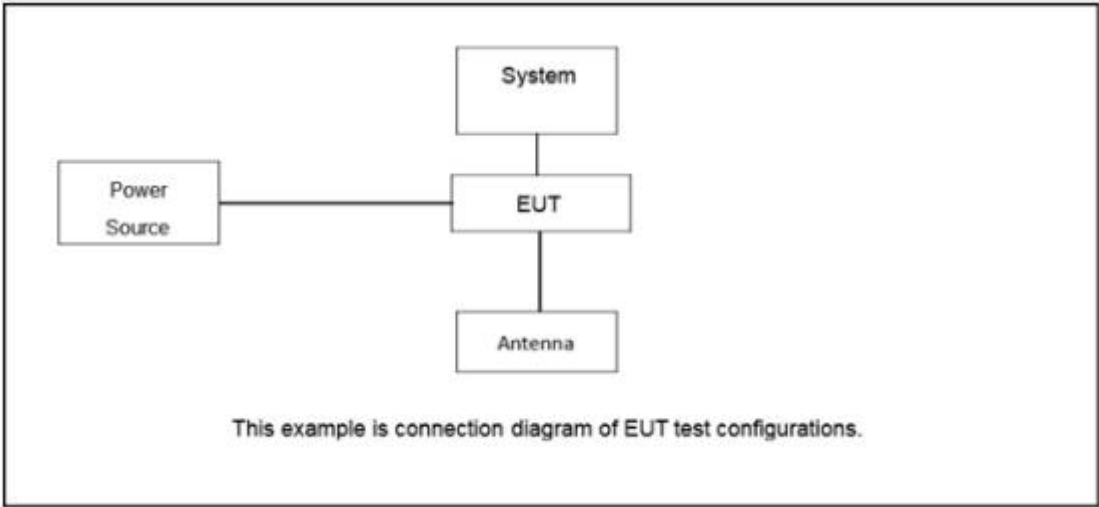 System
Power
Source
EUT
Antenna
This example is connection diagram of EUT test configurations.